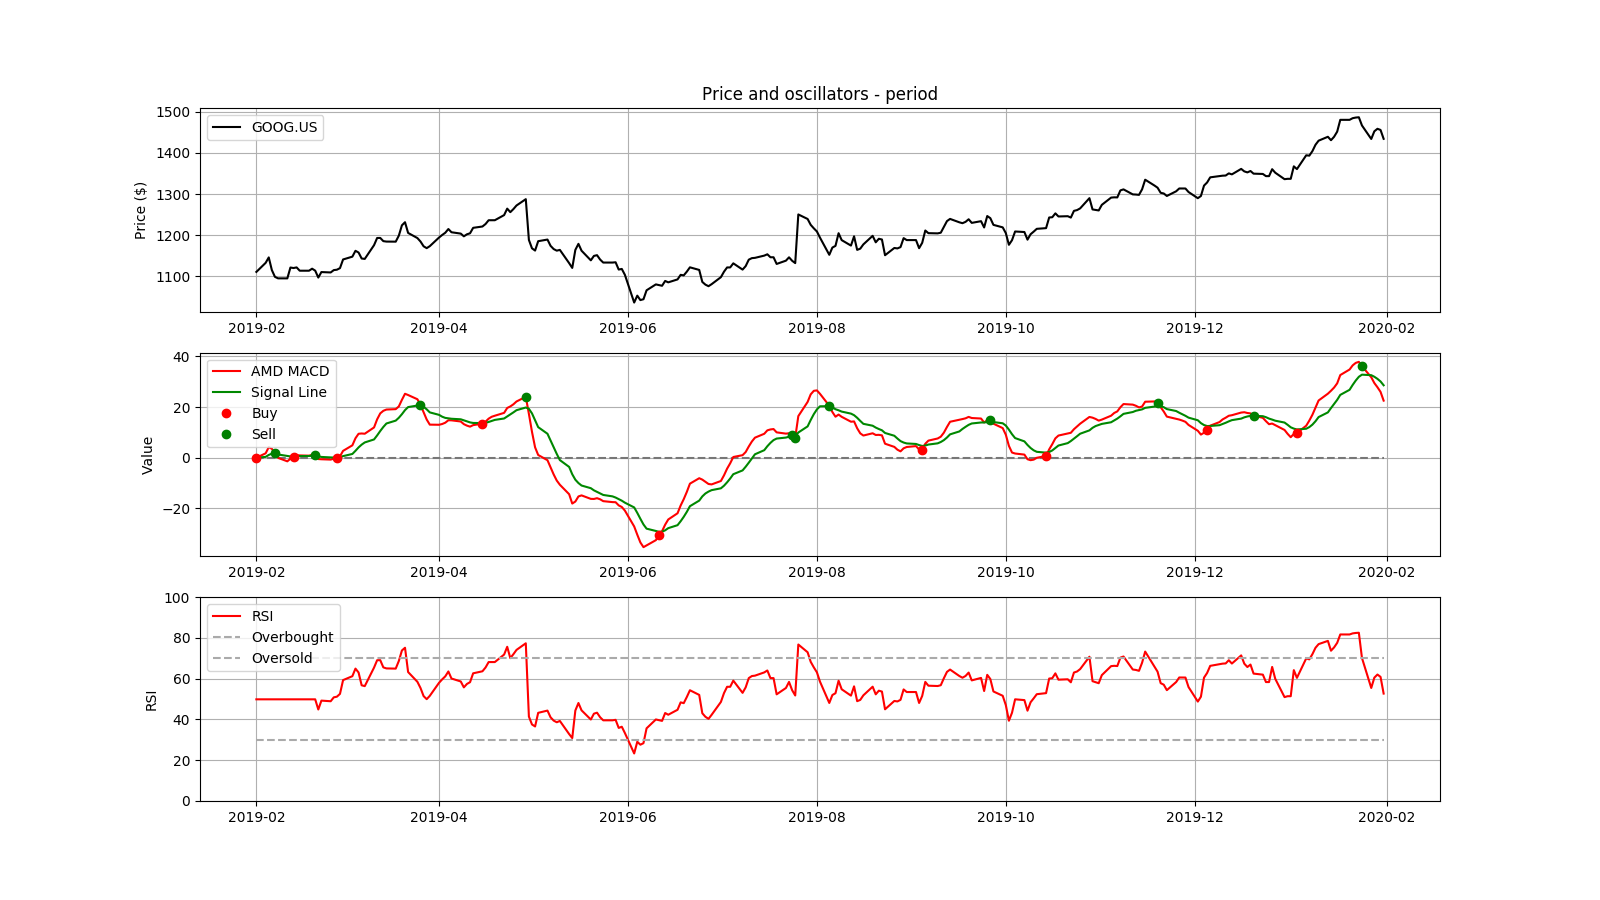 Price and oscillators - period
Price ($)
1500
1400
1300
1200
1100
GOOG.US
2019-02 2019-04 2019-06 2019-08 2019-10 2019-12 2020-02
Value
40
20
0
−20
AMD MACD
Signal Line
Buy
Sell
2019-02 2019-04 2019-06 2019-08 2019-10 2019-12 2020-02
RSI
100
80
60
40
20
0
RSI
Overbought
Oversold
2019-02 2019-04 2019-06 2019-08 2019-10 2019-12 2020-02